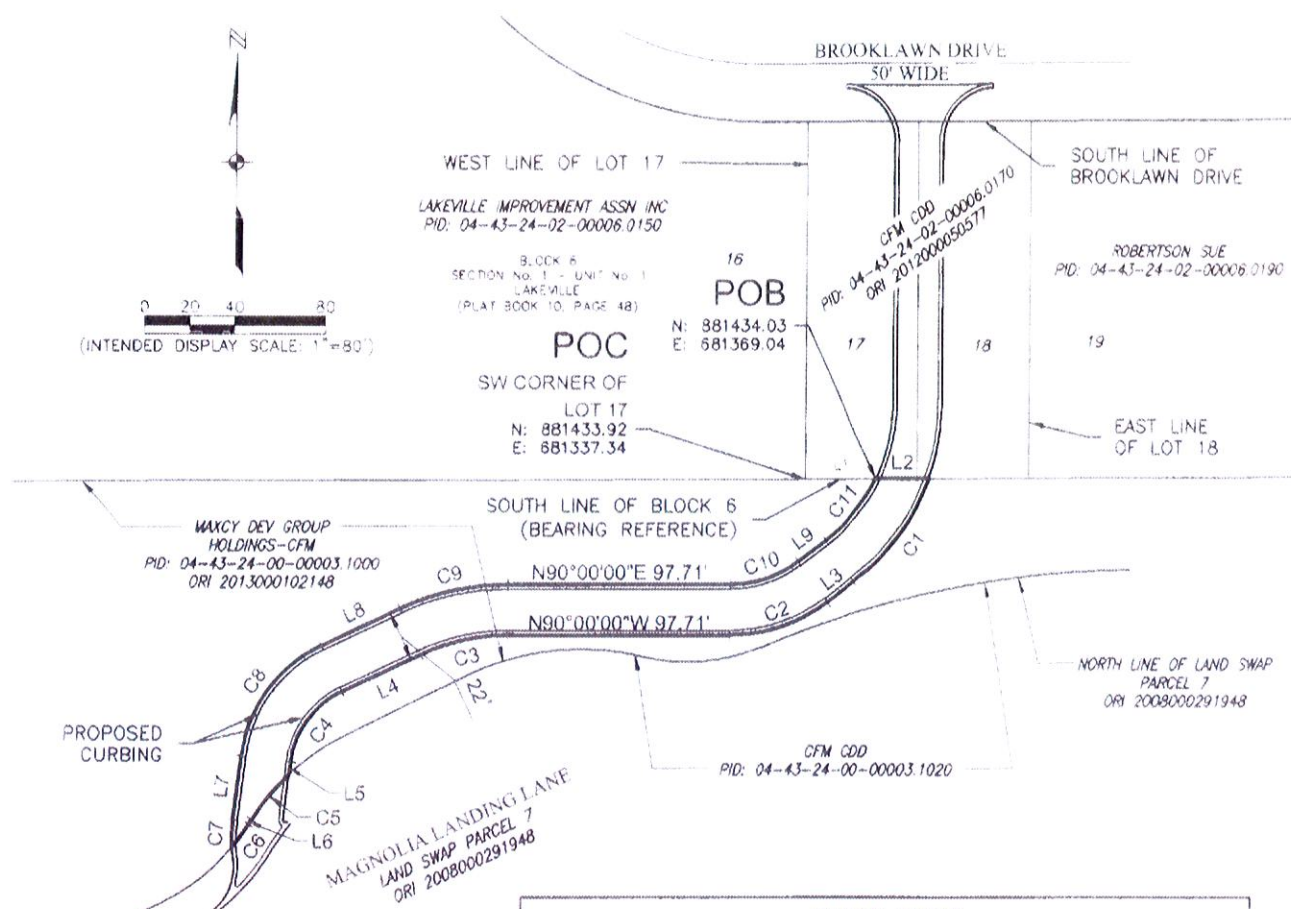 BROOKLAWN DRIVE
50' WIDE
N
WEST LINE OF LOT 17
SOUTH LINE OF
BROOKLAWN DRIVE
LAKEVILLE IMPROVEMENT ASSN INC
PID: 04-43-24-02-00006.0150
BLOCK 6
SECTION No. 1 - UNIT No. 1
LAKEVILLE
(PLAT BOOK 10, PAGE 48)
16
CFM CDD
PID: 04-43-24-02-00006.0170
ORI 2012000050577
ROBERTSON SUE
PID: 04-43-24-02-00006.0190
POB
N: 881434.03
E: 681369.04
17
18
19
0 20 40 80
(INTENDED DISPLAY SCALE: 1"=80')
POC
SW CORNER OF
LOT 17
N: 881433.92
E: 681337.34
EAST LINE
OF LOT 18
L2
SOUTH LINE OF BLOCK 6
(BEARING REFERENCE)
C11
C1
MAXCY DEV GROUP
HOLDINGS-CFM
PID: 04-43-24-00-00003.1000
ORI 2013000102148
C9
N90°00'00"E 97.71'
C10
L9
L3
L8
N90°00'00"W 97.71'
C2
C8
C3
L4
22'
C4
NORTH LINE OF LAND SWAP
PARCEL 7
ORI 2008000291948
PROPOSED
CURBING
CFM CDD
PID: 04-43-24-00-00003.1020
L7
L5
C5
C7
L6
C6
MAGNOLIA LANDING LANE
LAND SWAP PARCEL 7
ORI 2008000291948